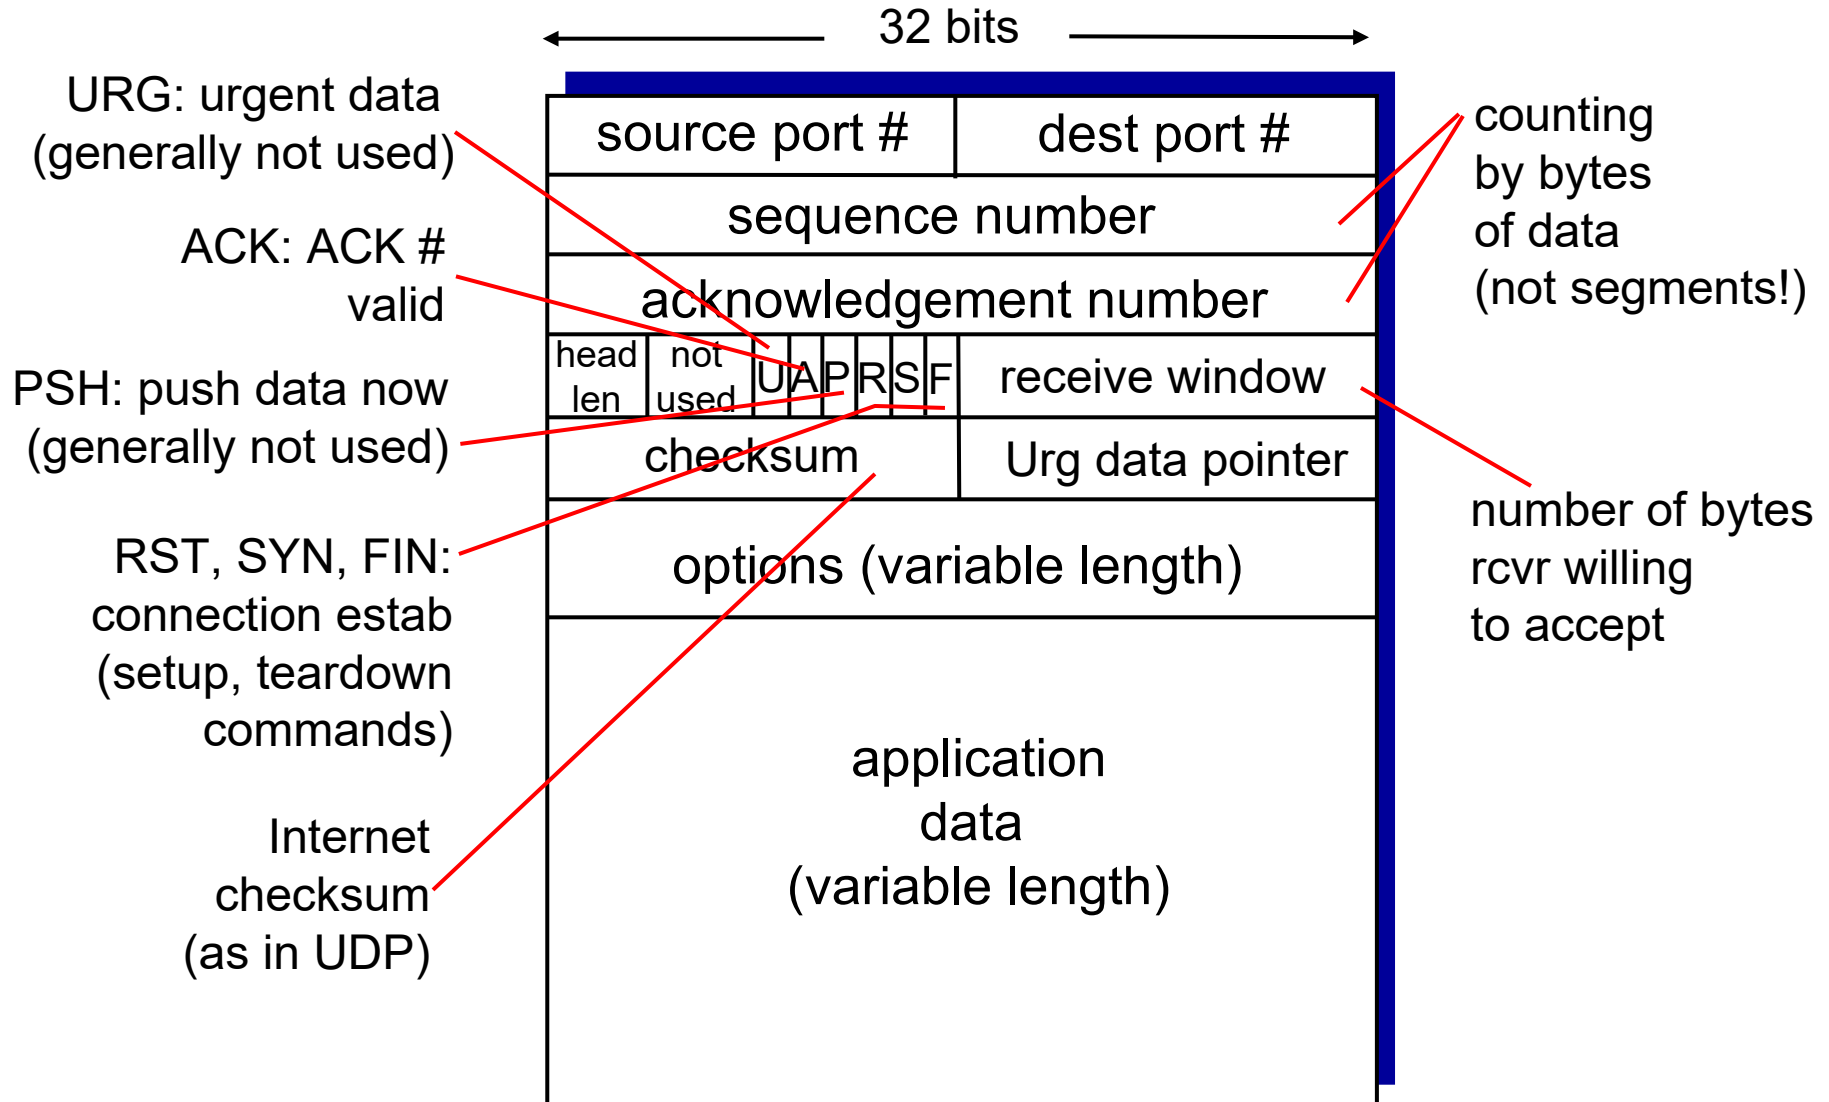 32 bits
URG: urgent data
(generally not used)
ACK: ACK #
valid
PSH: push data now
(generally not used)
RST, SYN, FIN:
connection estab
(setup, teardown
commands)
Internet
checksum
(as in UDP)
source port #
dest port #
sequence number
acknowledgement number
head
len
not
used
U A P R S F
receive window
checksum
Urg data pointer
options (variable length)
application
data
(variable length)
counting
by bytes
of data
(not segments!)
number of bytes
rcvr willing
to accept